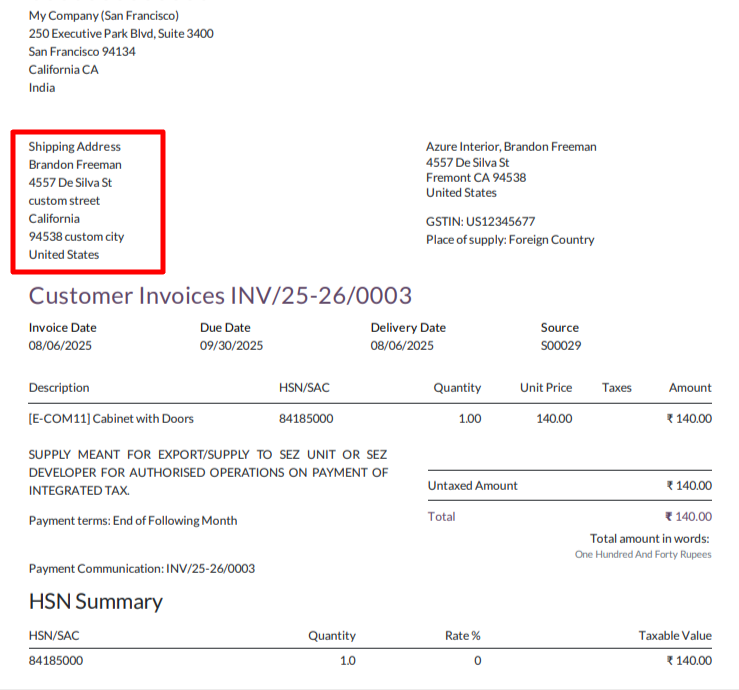 My Company (San Francisco)
250 Executive Park Blvd, Suite 3400
San Francisco 94134
California CA
India
Shipping Address
Brandon Freeman
4557 De Silva St
custom street
California
94538 custom city
United States
Azure Interior, Brandon Freeman
4557 De Silva St
Fremont CA 94538
United States
GSTIN: US12345677
Place of supply: Foreign Country
Customer Invoices INV/25-26/0003
Invoice Date Due Date Delivery Date Source
08/06/2025 09/30/2025 08/06/2025 S00029
Description HSN/SAC Quantity Unit Price Taxes Amount
[E-COM11] Cabinet with Doors 84185000 1.00 140.00 ₹ 140.00
SUPPLY MEANT FOR EXPORT/SUPPLY TO SEZ UNIT OR SEZ
DEVELOPER FOR AUTHORISED OPERATIONS ON PAYMENT OF
INTEGRATED TAX.
Payment terms: End of Following Month
Untaxed Amount ₹ 140.00
Total ₹ 140.00
Total amount in words:
One Hundred And Forty Rupees
Payment Communication: INV/25-26/0003
HSN Summary
HSN/SAC Quantity Rate % Taxable Value
84185000 1.0 0 ₹ 140.00